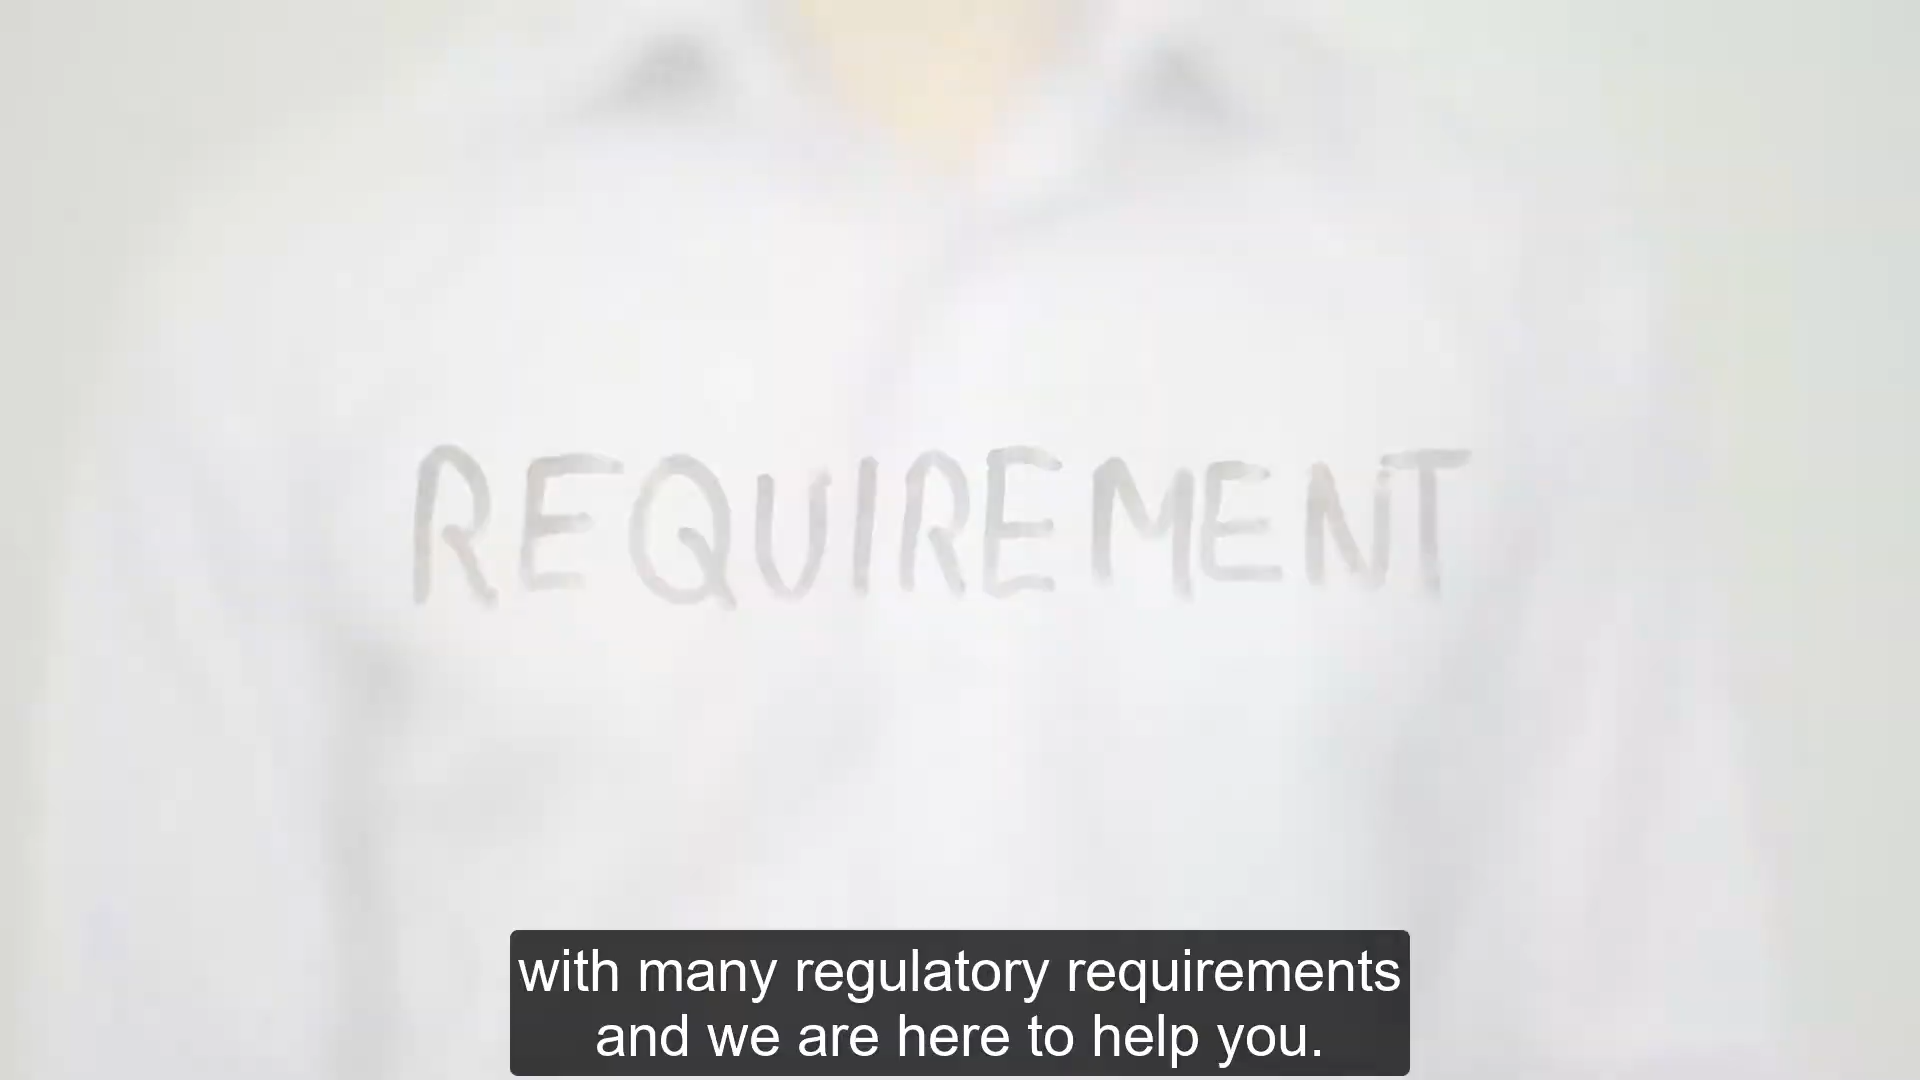 REQUIREMENT
with many regulatory requirements
and we are here to help you.